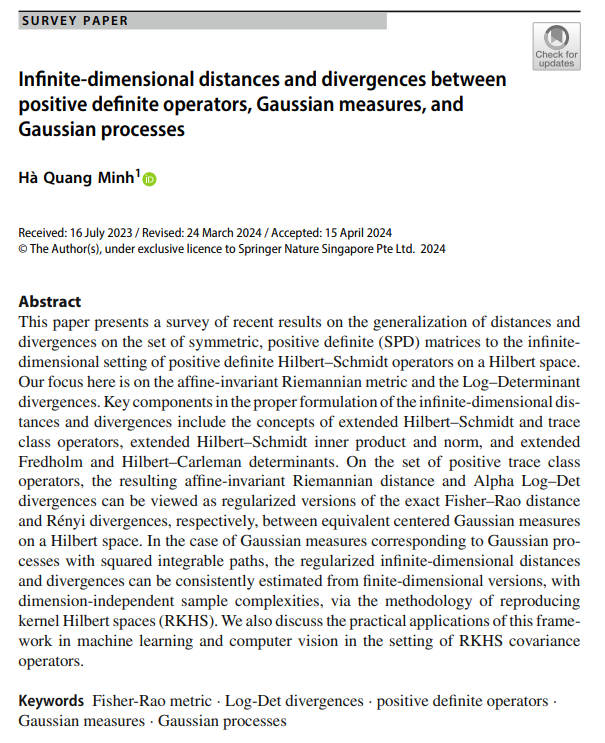 SURVEY PAPER
Check for
updates
Infinite-dimensional distances and divergences between
positive definite operators, Gaussian measures, and
Gaussian processes
Hà Quang Minh1 iD
Received: 16 July 2023 / Revised: 24 March 2024 / Accepted: 15 April 2024
© The Author(s), under exclusive licence to Springer Nature Singapore Pte Ltd. 2024
Abstract
This paper presents a survey of recent results on the generalization of distances and
divergences on the set of symmetric, positive definite (SPD) matrices to the infinite-
dimensional setting of positive definite Hilbert–Schmidt operators on a Hilbert space.
Our focus here is on the affine-invariant Riemannian metric and the Log–Determinant
divergences. Key components in the proper formulation of the infinite-dimensional dis-
tances and divergences include the concepts of extended Hilbert–Schmidt and trace
class operators, extended Hilbert–Schmidt inner product and norm, and extended
Fredholm and Hilbert–Carleman determinants. On the set of positive trace class
operators, the resulting affine-invariant Riemannian distance and Alpha Log–Det
divergences can be viewed as regularized versions of the exact Fisher–Rao distance
and Rényi divergences, respectively, between equivalent centered Gaussian measures
on a Hilbert space. In the case of Gaussian measures corresponding to Gaussian pro-
cesses with squared integrable paths, the regularized infinite-dimensional distances
and divergences can be consistently estimated from finite-dimensional versions, with
dimension-independent sample complexities, via the methodology of reproducing
kernel Hilbert spaces (RKHS). We also discuss the practical applications of this frame-
work in machine learning and computer vision in the setting of RKHS covariance
operators.
Keywords Fisher-Rao metric · Log-Det divergences · positive definite operators ·
Gaussian measures · Gaussian processes